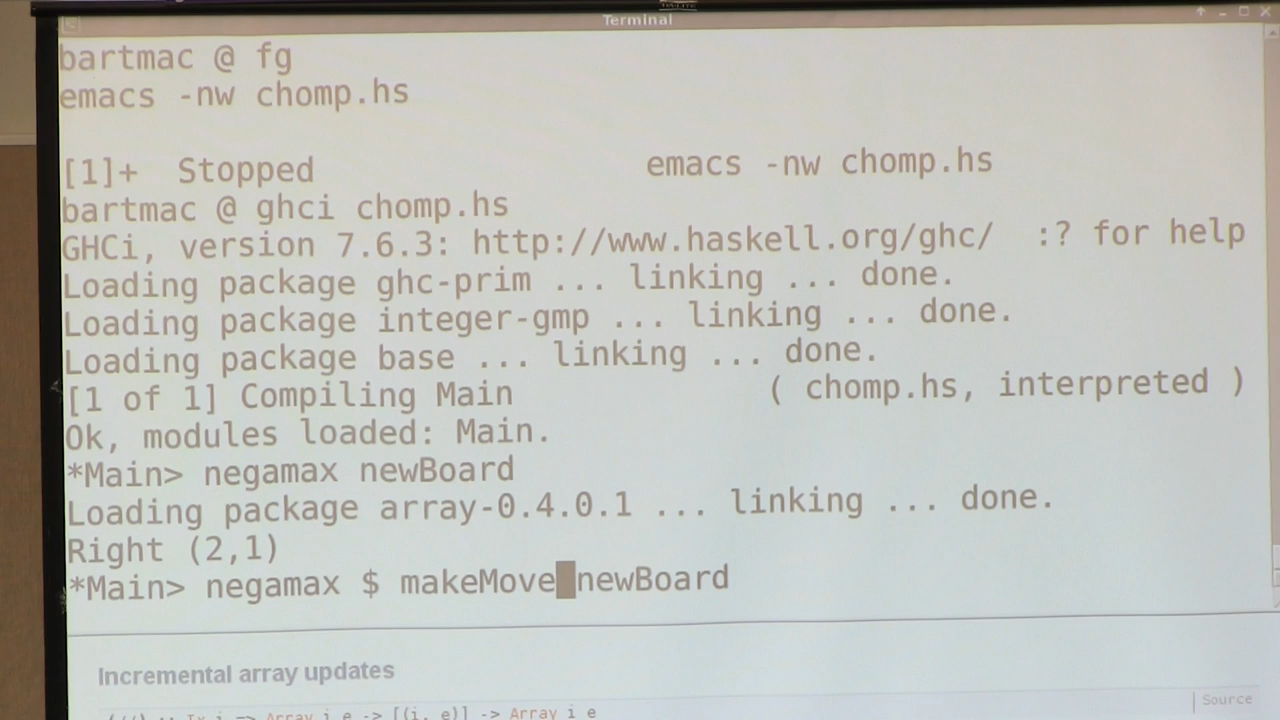 Terminal
bartmac @ fg
emacs -nw chomp.hs
[1]+ Stopped emacs -nw chomp.hs
bartmac @ ghci chomp.hs
GHCi, version 7.6.3: http://www.haskell.org/ghc/ :? for help
Loading package ghc-prim ... linking ... done.
Loading package integer-gmp ... linking ... done.
Loading package base ... linking ... done.
[1 of 1] Compiling Main ( chomp.hs, interpreted )
Ok, modules loaded: Main.
*Main> negamax newBoard
Loading package array-0.4.0.1 ... linking ... done.
Right (2,1)
*Main> negamax $ makeMove newBoard
Incremental array updates
(//) :: Ix i => Array i e -> [(i, e)] -> Array i e
Source